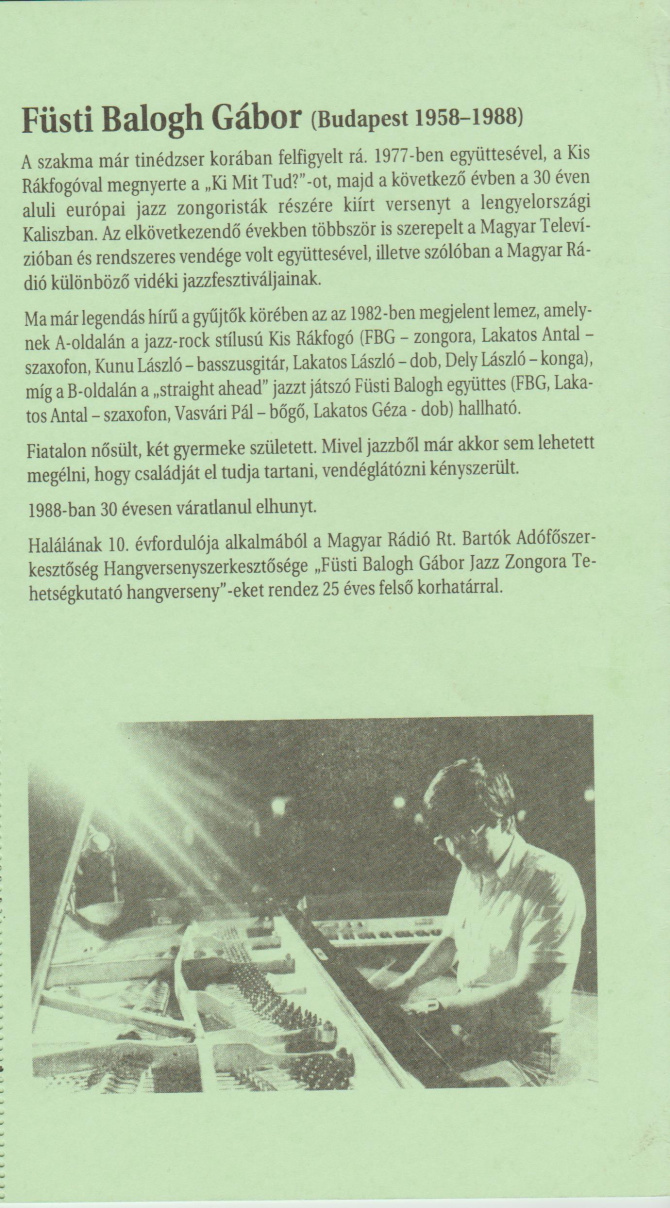 Füsti Balogh Gábor (Budapest 1958–1988)
A szakma már tinédzser korában felfigyelt rá. 1977-ben együttesével, a Kis
Rákfogóval megnyerte a „Ki Mit Tud?”-ot, majd a következő évben a 30 éven
aluli európai jazz zongoristák részére kiírt versenyt a lengyelországi
Kaliszban. Az elkövetkezendő években többször is szerepelt a Magyar Televí-
zióban és rendszeres vendége volt együttesével, illetve szólóban a Magyar Rá-
dió különböző vidéki jazzfesztiváljainak.
Ma már legendás hírű a gyűjtők körében az az 1982-ben megjelent lemez, amely-
nek A-oldalán a jazz-rock stílusú Kis Rákfogó (FBG – zongora, Lakatos Antal –
szaxofon, Kunu László – basszusgitár, Lakatos László – dob, Dely László – konga),
míg a B-oldalán a „straight ahead” jazzt játszó Füsti Balogh együttes (FBG, Laka-
tos Antal – szaxofon, Vasvári Pál – bőgő, Lakatos Géza - dob) hallható.
Fiatalon nősült, két gyermeke született. Mivel jazzből már akkor sem lehetett
megélni, hogy családját el tudja tartani, vendéglátózni kényszerült.
1988-ban 30 évesen váratlanul elhunyt.
Halálának 10. évfordulója alkalmából a Magyar Rádió Rt. Bartók Adófőszer-
kesztőség Hangversenyszerkesztősége „Füsti Balogh Gábor Jazz Zongora Te-
hetségkutató hangverseny”-eket rendez 25 éves felső korhatárral.